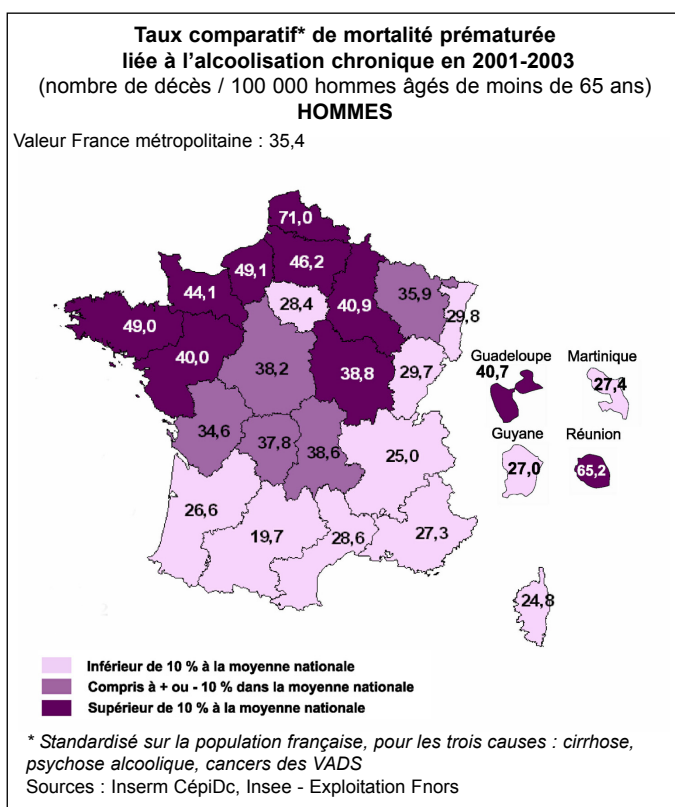 Taux comparatif* de mortalité prématurée
liée à l'alcoolisation chronique en 2001-2003
(nombre de décès / 100 000 hommes âgés de moins de 65 ans)
HOMMES
Valeur France métropolitaine : 35,4
71,0
46,2
49,1
44,1
28,4
40,9
35,9
29,8
49,0
40,0
38,2
38,8
29,7
Guadeloupe
40,7
Martinique
27,4
34,6
37,8
38,6
25,0
Guyane
27,0
Réunion
65,2
26,6
19,7
28,6
27,3
24,8
Inférieur de 10 % à la moyenne nationale
Compris à + ou - 10 % dans la moyenne nationale
Supérieur de 10 % à la moyenne nationale
* Standardisé sur la population française, pour les trois causes : cirrhose,
psychose alcoolique, cancers des VADS
Sources : Inserm CépiDc, Insee - Exploitation Fnors